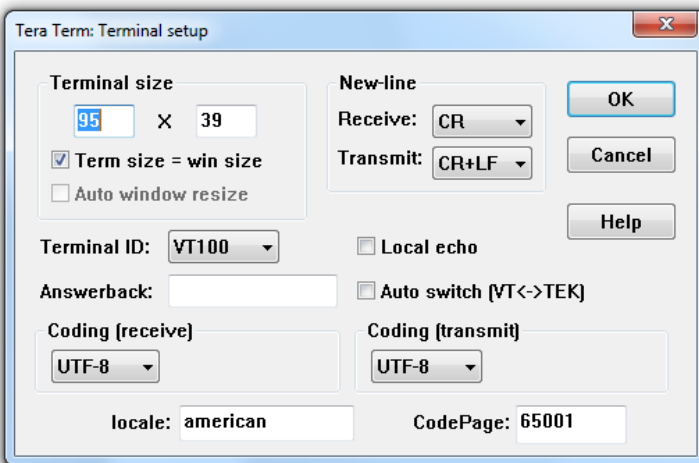 Tera Term: Terminal setup
Terminal size
95 X 39
Term size = win size
Auto window resize
New-line
Receive: CR
Transmit: CR+LF
OK
Cancel
Help
Terminal ID: VT100
Local echo
Answerback:
Auto switch (VT<->TEK)
Coding (receive)
UTF-8
Coding (transmit)
UTF-8
locale: american
CodePage: 65001